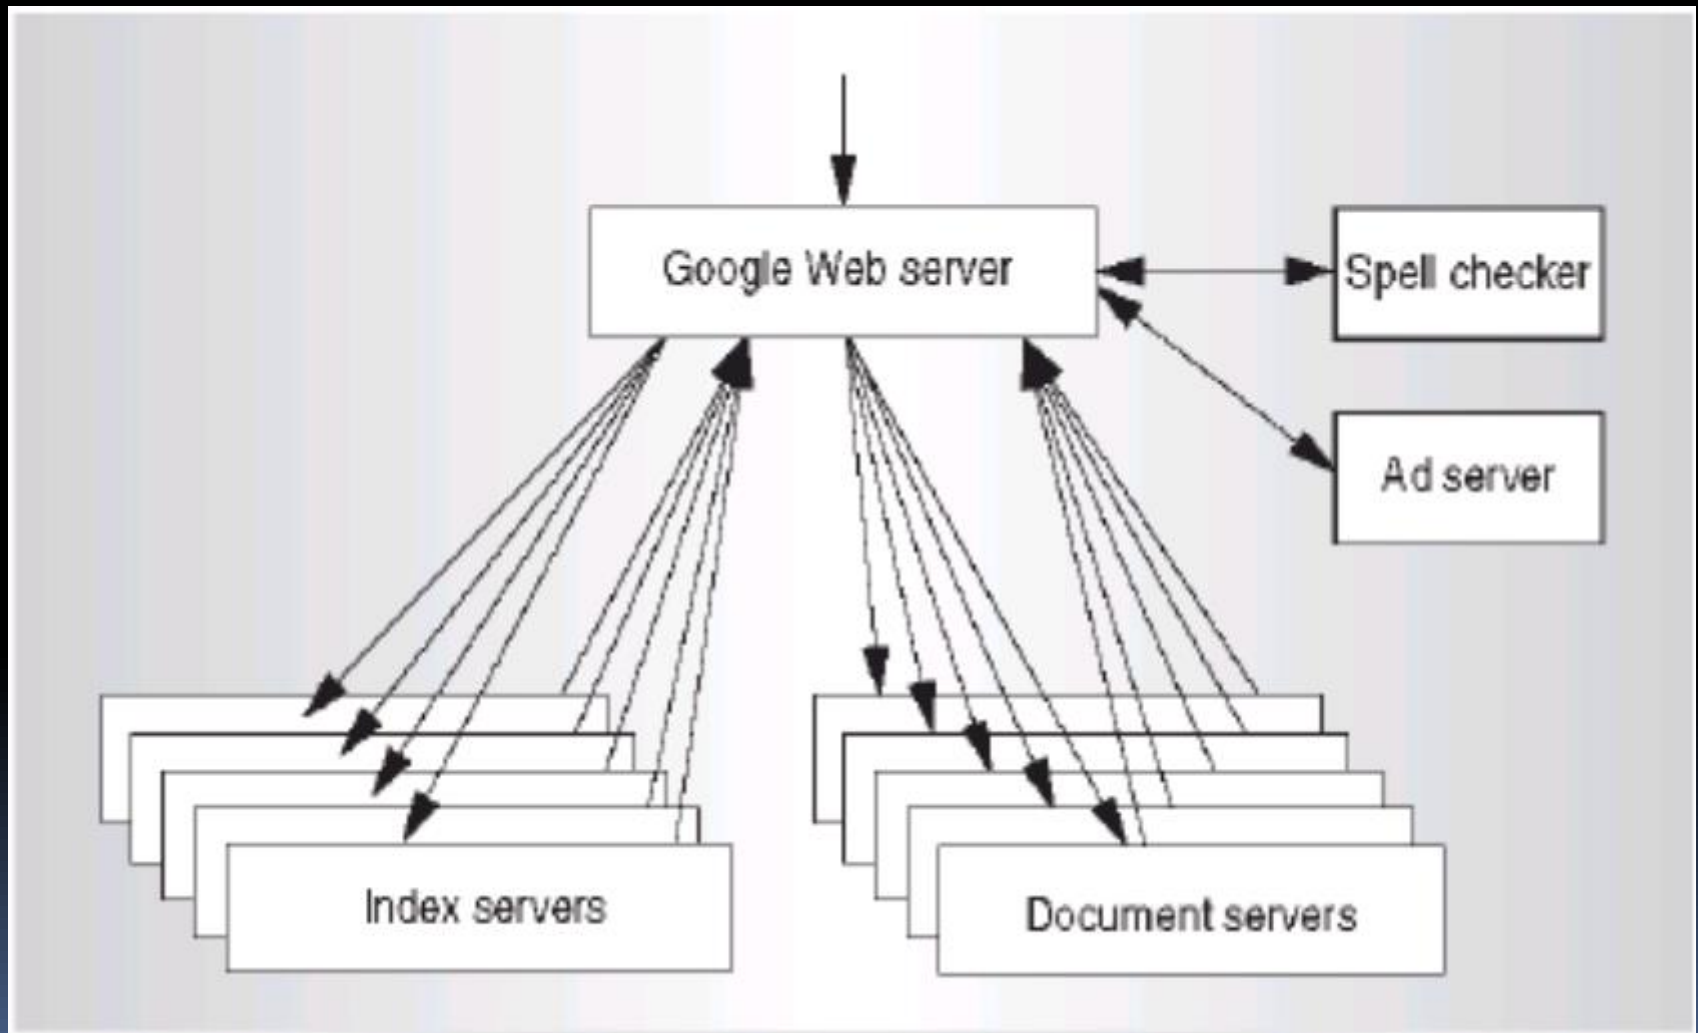 Google Web server
Spell checker
Ad server
Index servers
Document servers